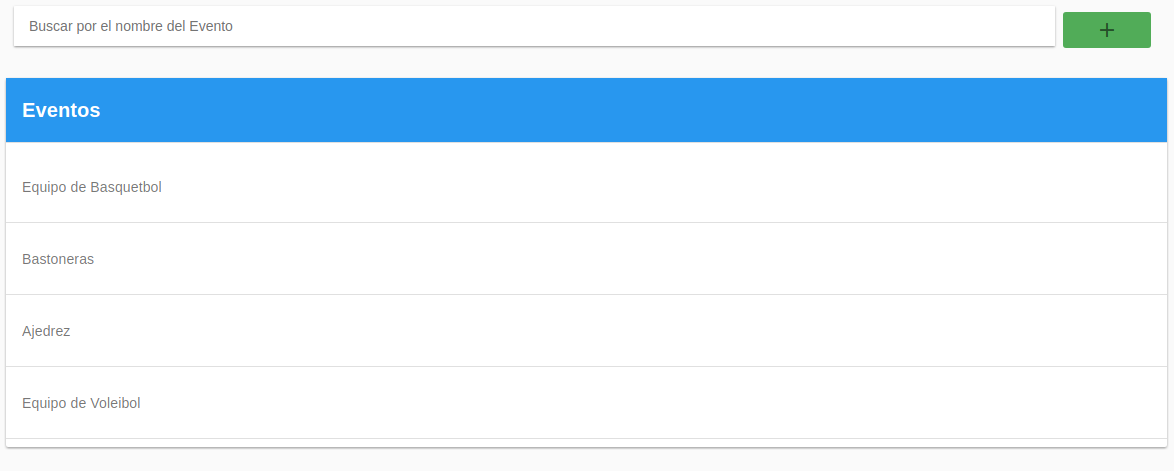 Buscar por el nombre del Evento
+
Eventos
Equipo de Basquetbol
Bastoneras
Ajedrez
Equipo de Voleibol